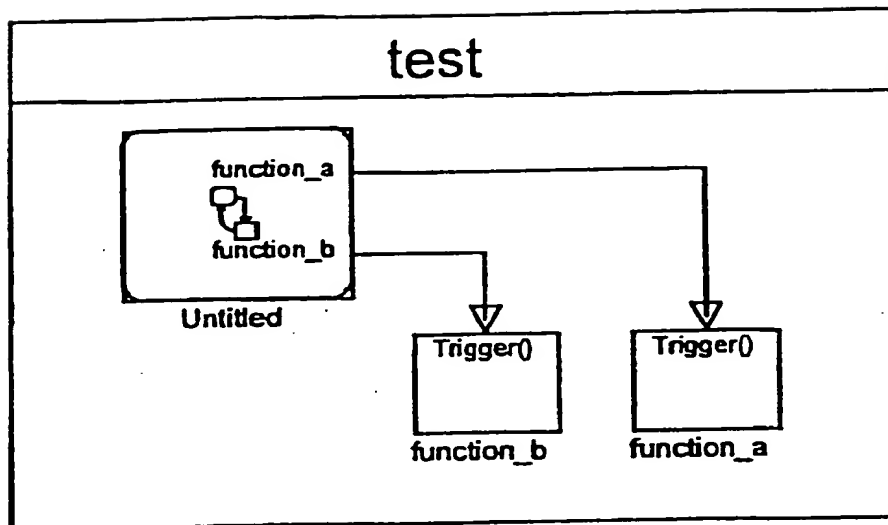 test
function_a
function_b
Untitled
Trigger()
Trigger()
function_b
function_a